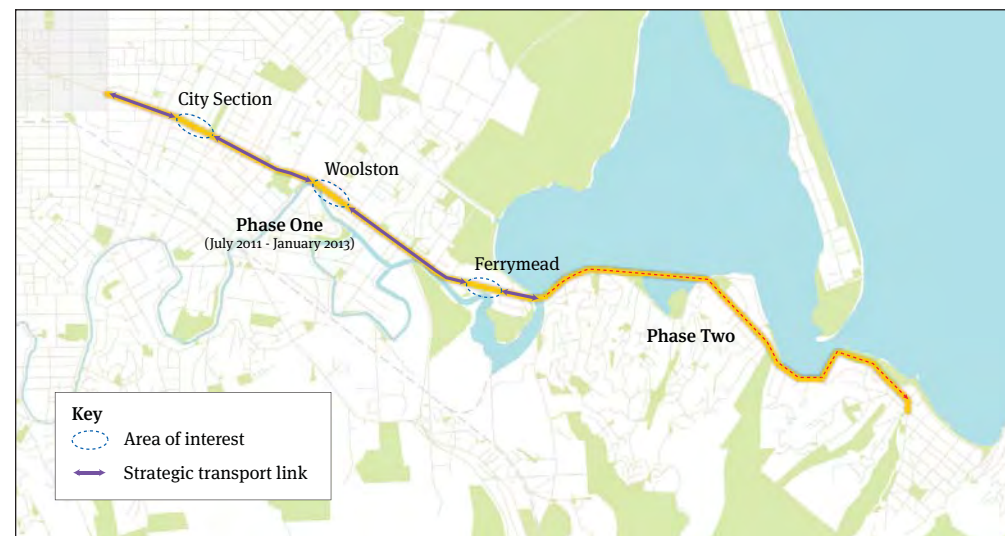 City Section
Woolston
Phase One
(July 2011 - January 2013)
Ferrymead
Phase Two
Key
Area of interest
Strategic transport link